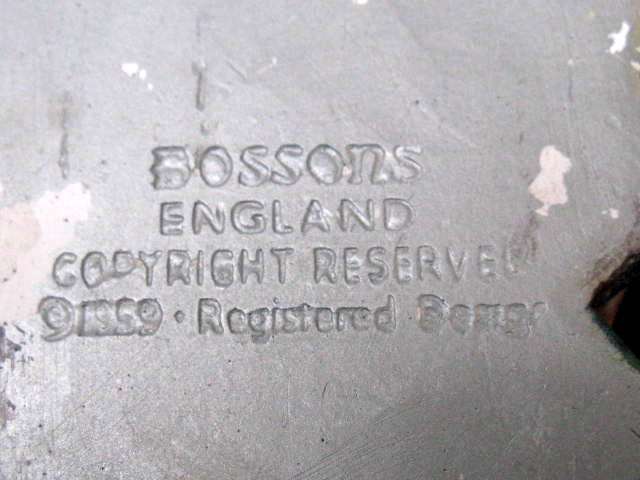 BOSSONS
ENGLAND
COPYRIGHT RESERVED
© 1959 · Registered Design